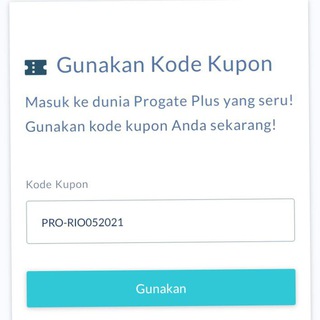 Gunakan Kode Kupon
Masuk ke dunia Progate Plus yang seru!
Gunakan kode kupon Anda sekarang!
Kode Kupon
PRO-RIO052021
Gunakan